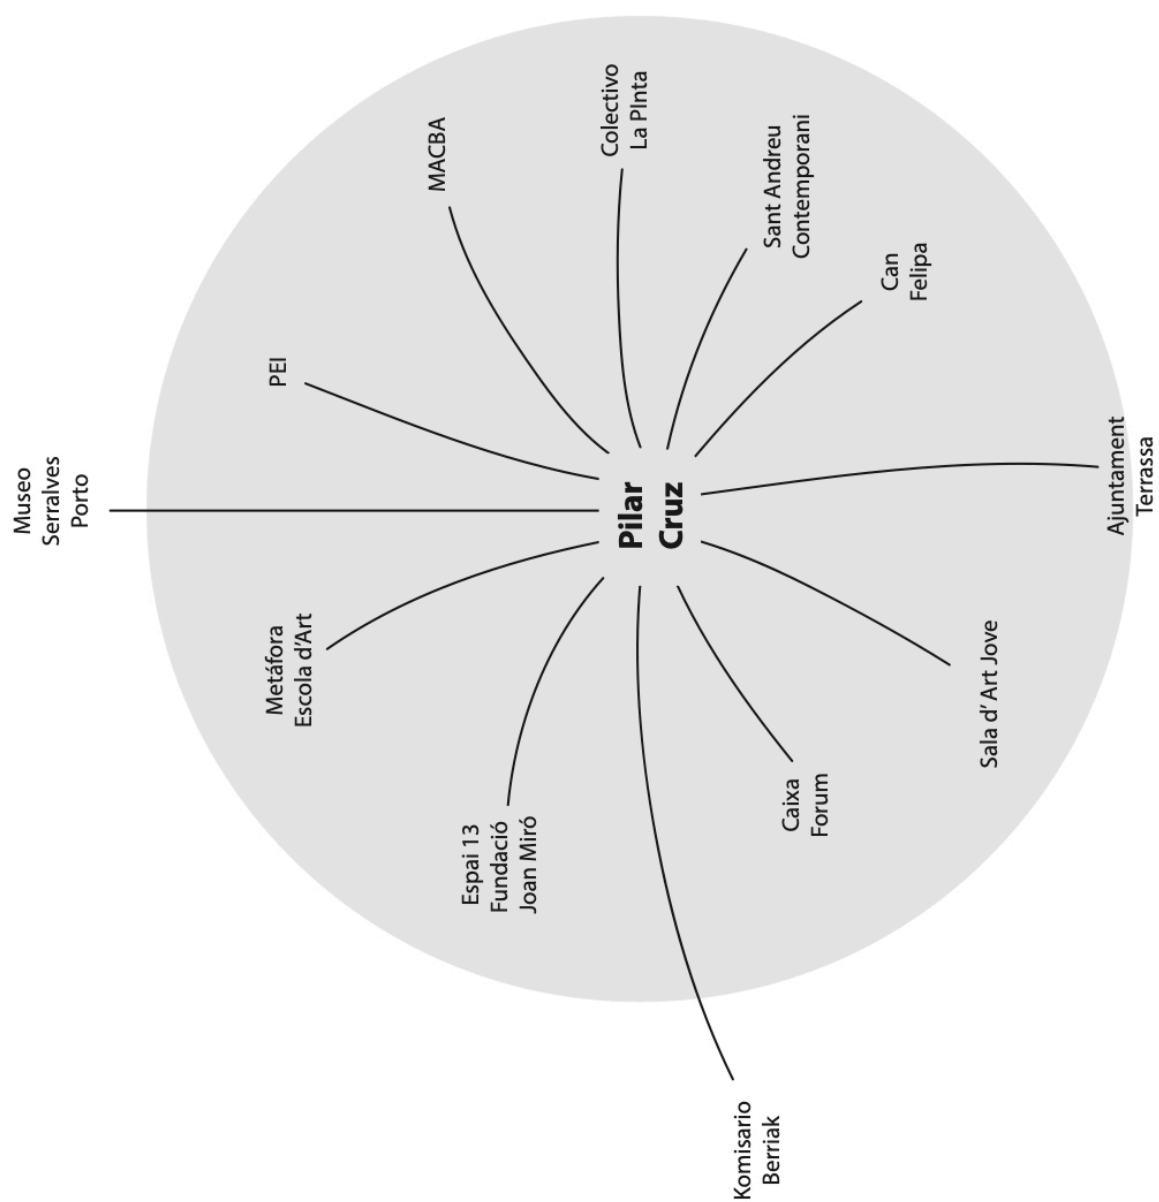 Museo
Serralves
Porto
Metáfora
Escola d'Art
PEI
MACBA
Espai 13
Fundació
Joan Miró
Colectivo
La PInta
Pilar
Cruz
Komisario
Berriak
Sant Andreu
Contemporani
Caixa
Forum
Can
Felipa
Sala d' Art Jove
Ajuntament
Terrassa